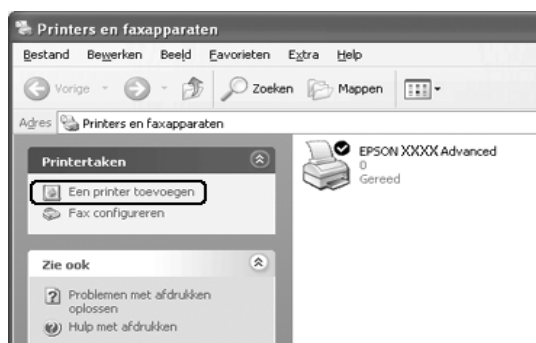 Printers en faxapparaten
Bestand Bewerken Beeld Favorieten Extra Help
Vorige Zoeken Mappen
Adres Printers en faxapparaten
Printertaken
Een printer toevoegen
Fax configureren
Zie ook
Problemen met afdrukken
oplossen
Hulp met afdrukken
EPSON XXXX Advanced
0
Gereed